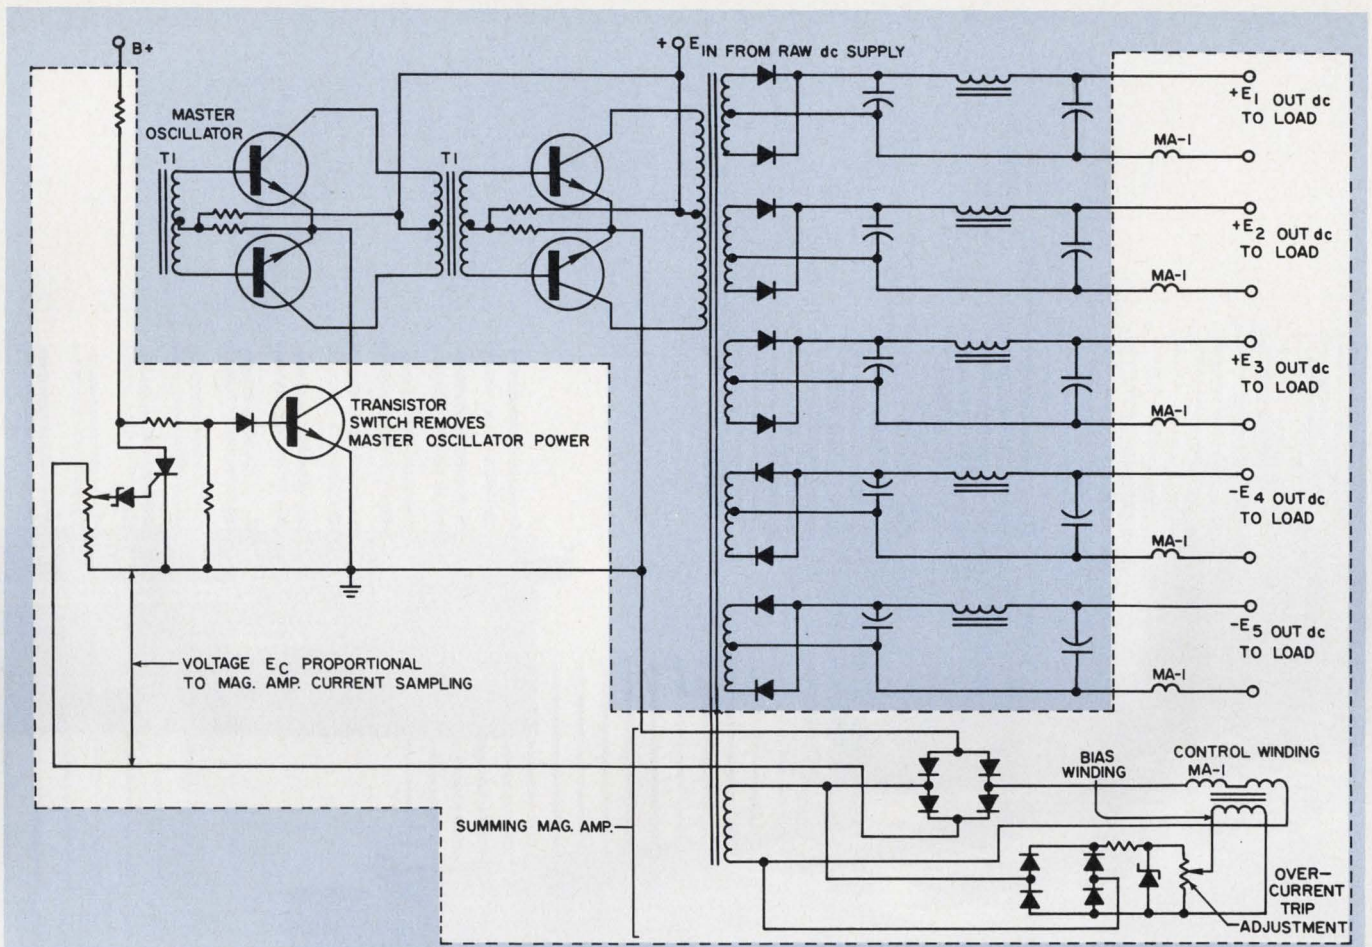 B+
+ E IN FROM RAW dc SUPPLY
MASTER
OSCILLATOR
T1
T1
+E1 OUT dc
TO LOAD
MA-1
+E2 OUT dc
TO LOAD
MA-1
+E3 OUT dc
TO LOAD
MA-1
TRANSISTOR
SWITCH REMOVES
MASTER OSCILLATOR POWER
-E4 OUT dc
TO LOAD
MA-1
-E5 OUT dc
TO LOAD
MA-1
VOLTAGE EC PROPORTIONAL
TO MAG. AMP. CURRENT SAMPLING
SUMMING MAG. AMP.
BIAS
WINDING
CONTROL WINDING
MA-1
OVER-
CURRENT
TRIP
ADJUSTMENT